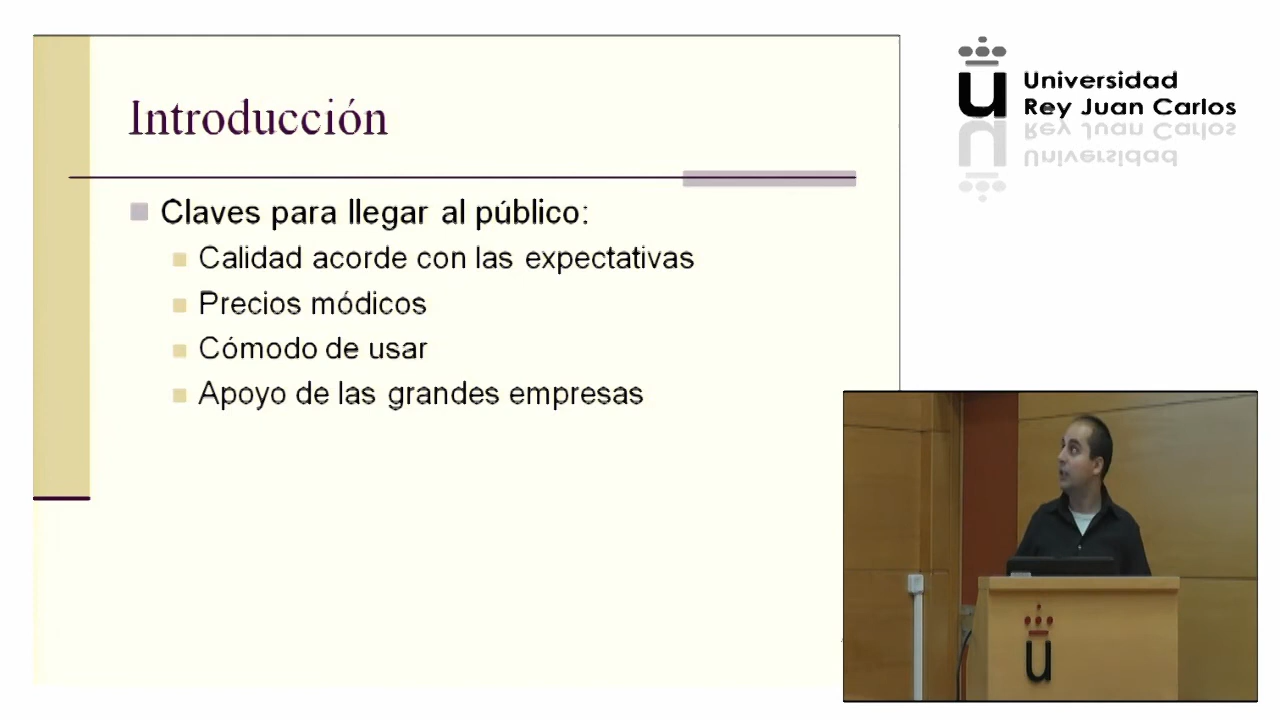 Introducción
Claves para llegar al público:
Calidad acorde con las expectativas
Precios módicos
Cómodo de usar
Apoyo de las grandes empresas
u
Universidad
Rey Juan Carlos
u